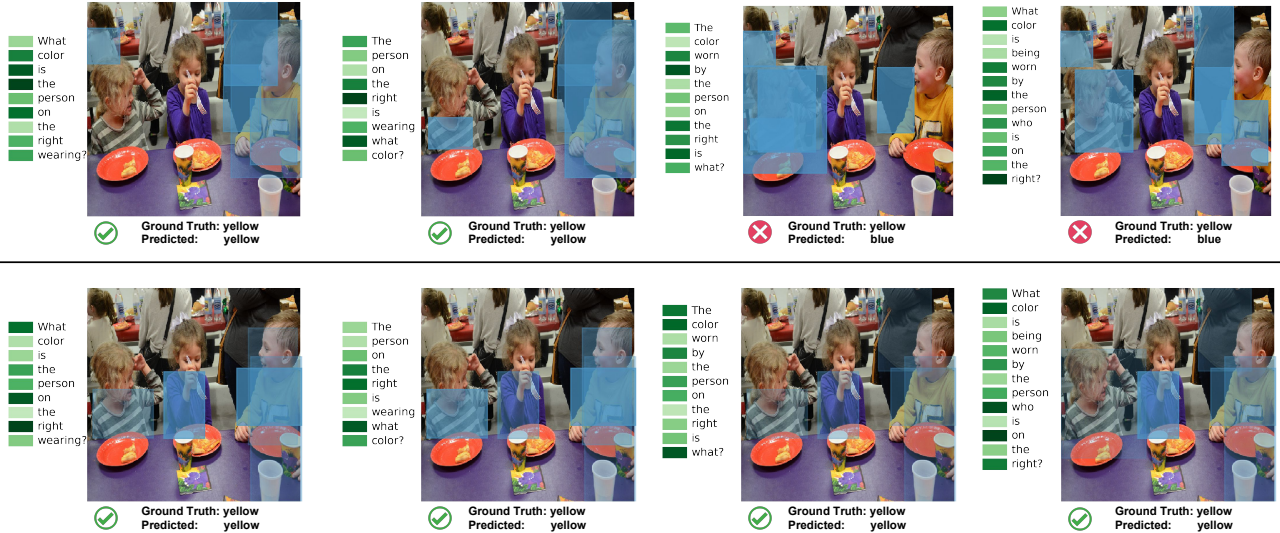 What
color
is
the
person
on
the
right
wearing?
Ground Truth: yellow
Predicted: yellow
The
person
on
the
right
is
wearing
what
color?
Ground Truth: yellow
Predicted: yellow
The
color
worn
by
the
person
on
the
right
is
what?
Ground Truth: yellow
Predicted: blue
What
color
is
being
worn
by
the
person
who
is
on
the
right?
Ground Truth: yellow
Predicted: blue
What
color
is
the
person
on
the
right
wearing?
Ground Truth: yellow
Predicted: yellow
The
person
on
the
right
is
wearing
what
color?
Ground Truth: yellow
Predicted: yellow
The
color
worn
by
the
person
on
the
right
is
what?
Ground Truth: yellow
Predicted: yellow
What
color
is
being
worn
by
the
person
who
is
on
the
right?
Ground Truth: yellow
Predicted: yellow